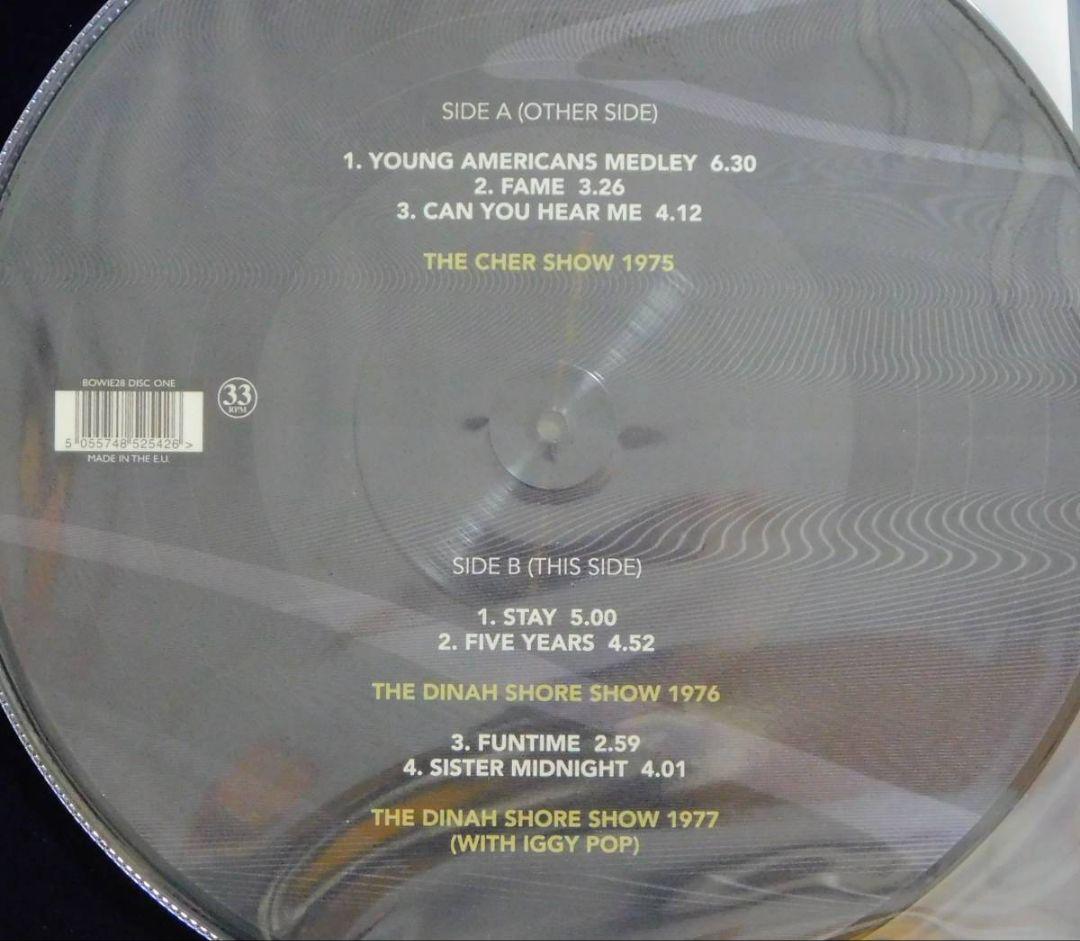 SIDE A (OTHER SIDE)
1. YOUNG AMERICANS MEDLEY 6.30
2. FAME 3.26
3. CAN YOU HEAR ME 4.12
THE CHER SHOW 1975
BOWIE28 DISC ONE
33
RPM
5 055748 525426 >
MADE IN THE E.U.
SIDE B (THIS SIDE)
1. STAY 5.00
2. FIVE YEARS 4.52
THE DINAH SHORE SHOW 1976
3. FUNTIME 2.59
4. SISTER MIDNIGHT 4.01
THE DINAH SHORE SHOW 1977
(WITH IGGY POP)